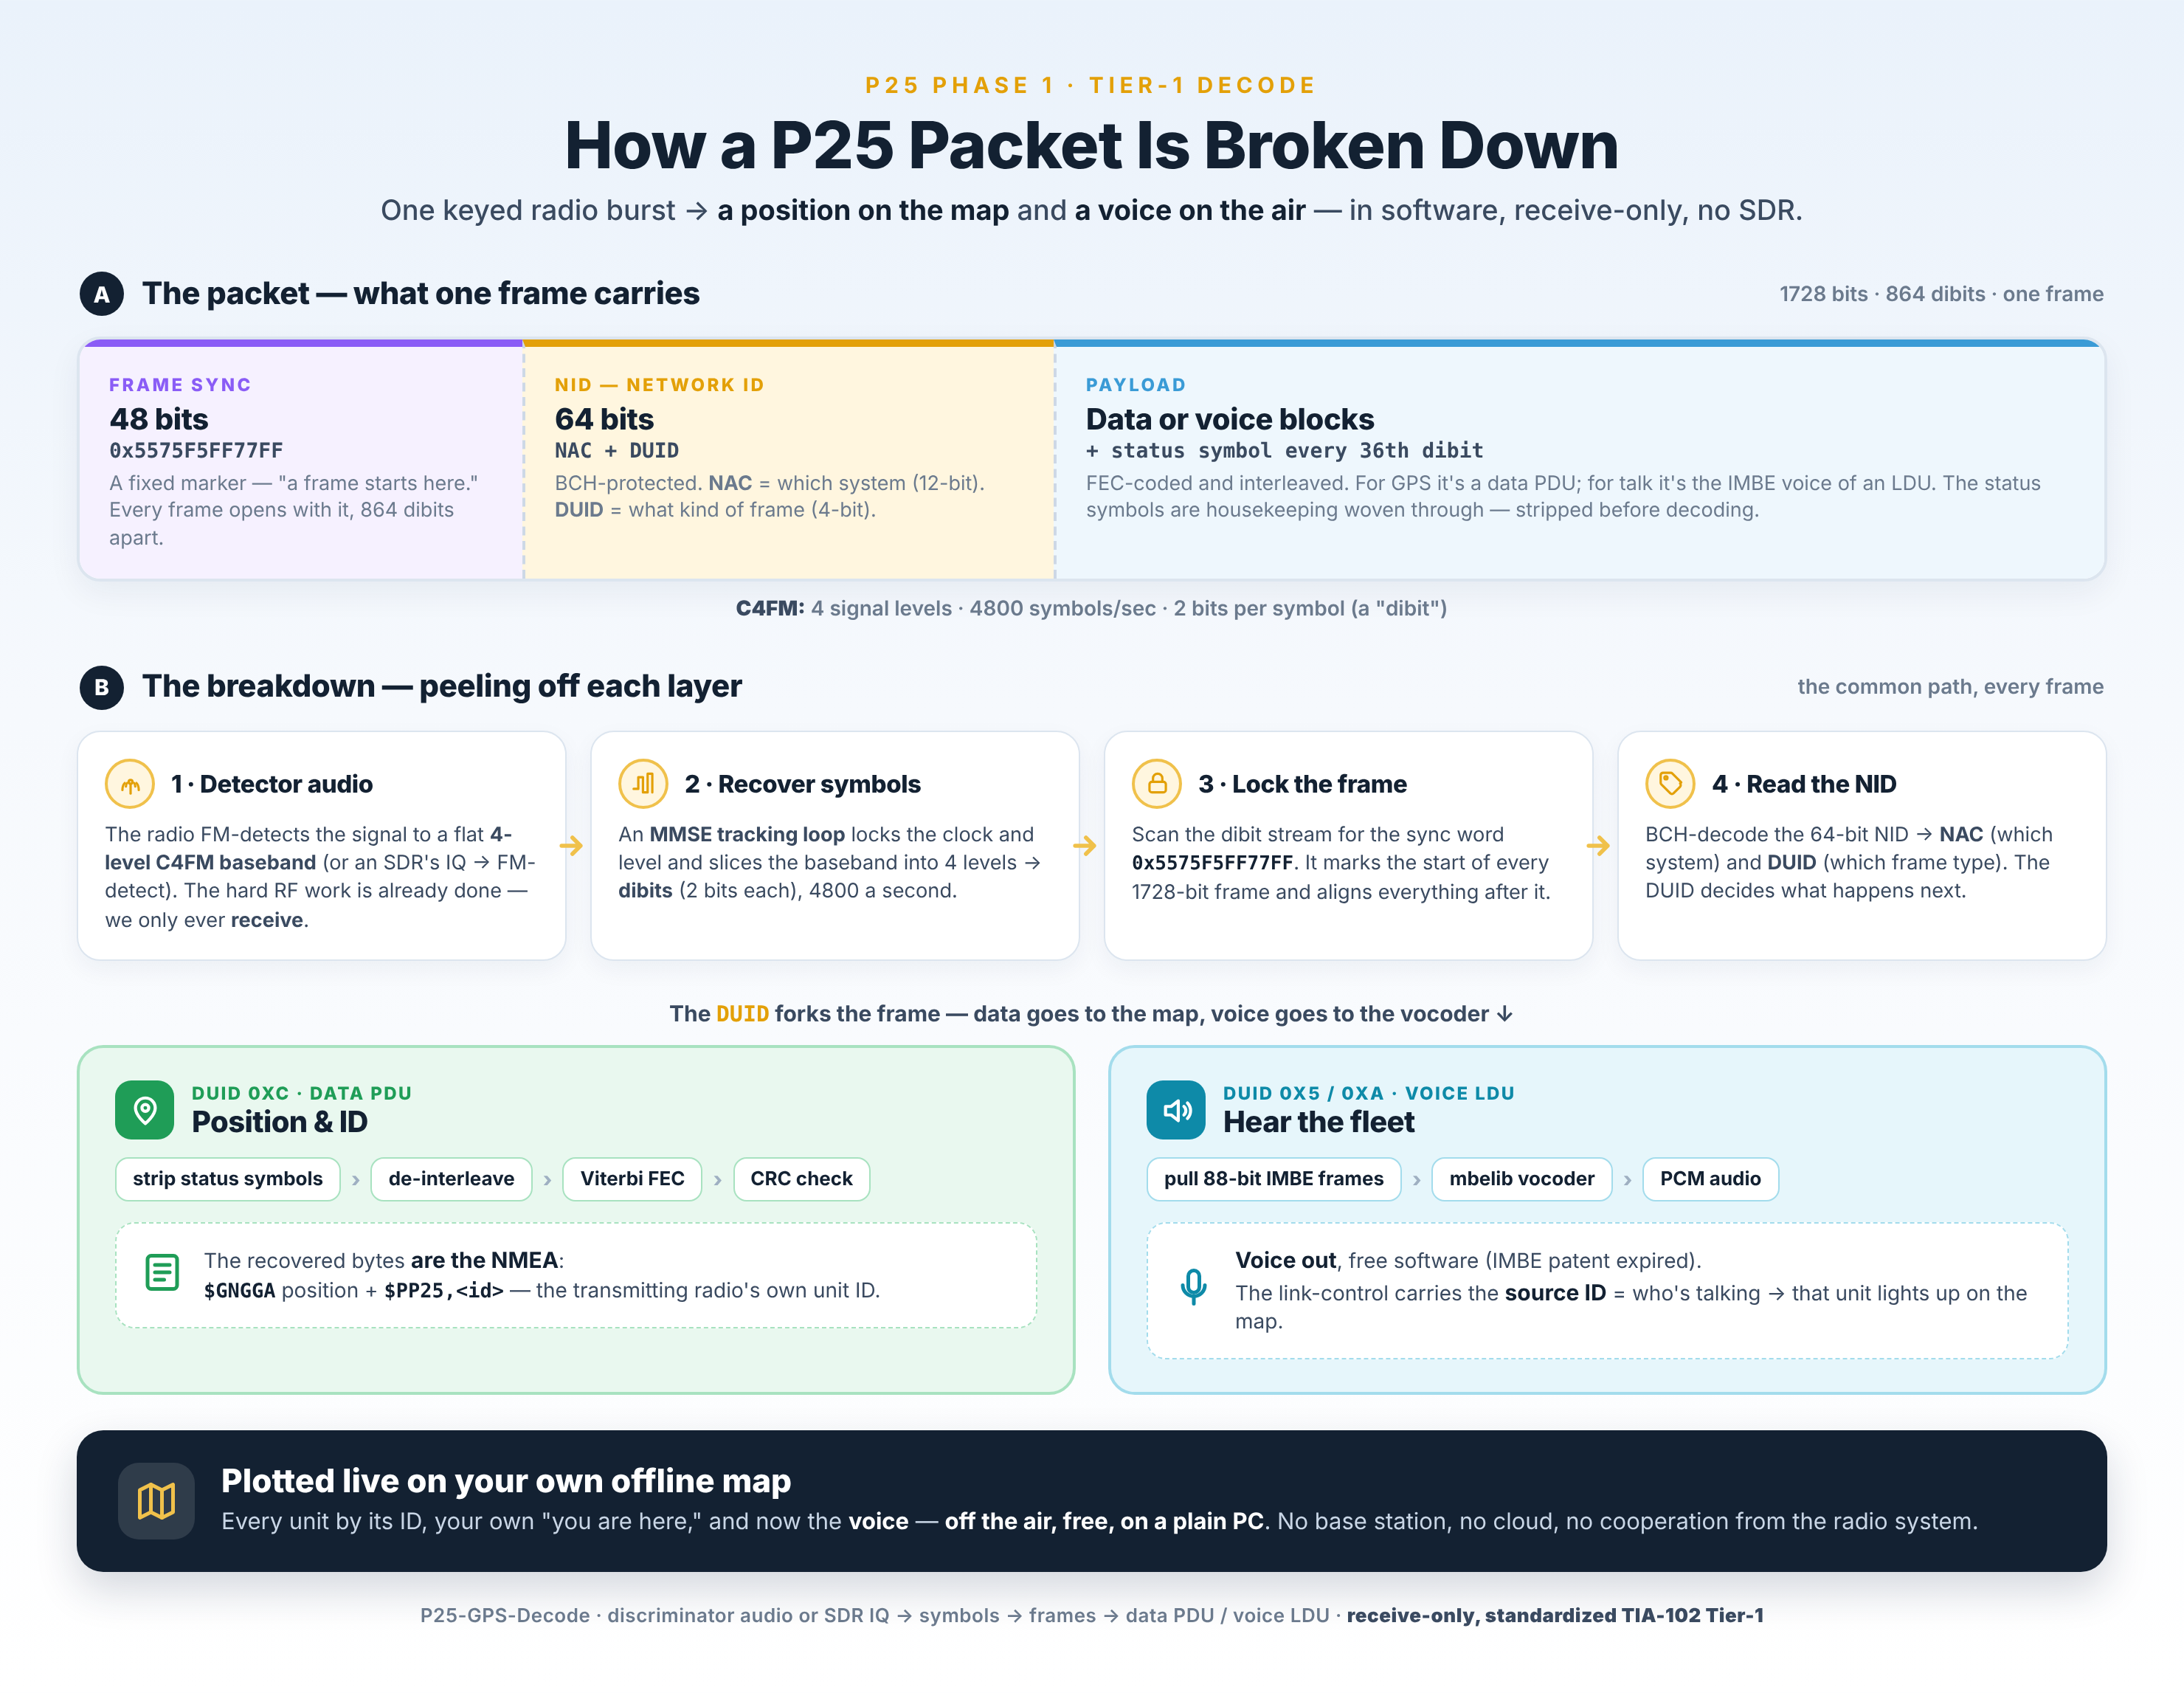 P25 PHASE 1 · TIER-1 DECODE
How a P25 Packet Is Broken Down
One keyed radio burst → a position on the map and a voice on the air — in software, receive-only, no SDR.
A The packet — what one frame carries
1728 bits · 864 dibits · one frame
FRAME SYNC
48 bits
0x5575F5FF77FF
A fixed marker — "a frame starts here."
Every frame opens with it, 864 dibits
apart.
NID — NETWORK ID
64 bits
NAC + DUID
BCH-protected. NAC = which system (12-bit).
DUID = what kind of frame (4-bit).
PAYLOAD
Data or voice blocks
+ status symbol every 36th dibit
FEC-coded and interleaved. For GPS it's a data PDU; for talk it's the IMBE voice of an LDU. The status
symbols are housekeeping woven through — stripped before decoding.
C4FM: 4 signal levels · 4800 symbols/sec · 2 bits per symbol (a "dibit")
B The breakdown — peeling off each layer
the common path, every frame
1 · Detector audio
The radio FM-detects the signal to a flat 4-
level C4FM baseband (or an SDR's IQ → FM-
detect). The hard RF work is already done —
we only ever receive.
2 · Recover symbols
An MMSE tracking loop locks the clock and
level and slices the baseband into 4 levels →
dibits (2 bits each), 4800 a second.
3 · Lock the frame
Scan the dibit stream for the sync word
0x5575F5FF77FF. It marks the start of every
1728-bit frame and aligns everything after it.
4 · Read the NID
BCH-decode the 64-bit NID → NAC (which
system) and DUID (which frame type). The
DUID decides what happens next.
The DUID forks the frame — data goes to the map, voice goes to the vocoder ↓
DUID 0XC · DATA PDU
Position & ID
strip status symbols › de-interleave › Viterbi FEC › CRC check
The recovered bytes are the NMEA:
$GNGGA position + $PP25,<id> — the transmitting radio's own unit ID.
DUID 0X5 / 0XA · VOICE LDU
Hear the fleet
pull 88-bit IMBE frames › mbelib vocoder › PCM audio
Voice out, free software (IMBE patent expired).
The link-control carries the source ID = who's talking → that unit lights up on the
map.
Plotted live on your own offline map
Every unit by its ID, your own "you are here," and now the voice — off the air, free, on a plain PC. No base station, no cloud, no cooperation from the radio system.
P25-GPS-Decode · discriminator audio or SDR IQ → symbols → frames → data PDU / voice LDU · receive-only, standardized TIA-102 Tier-1